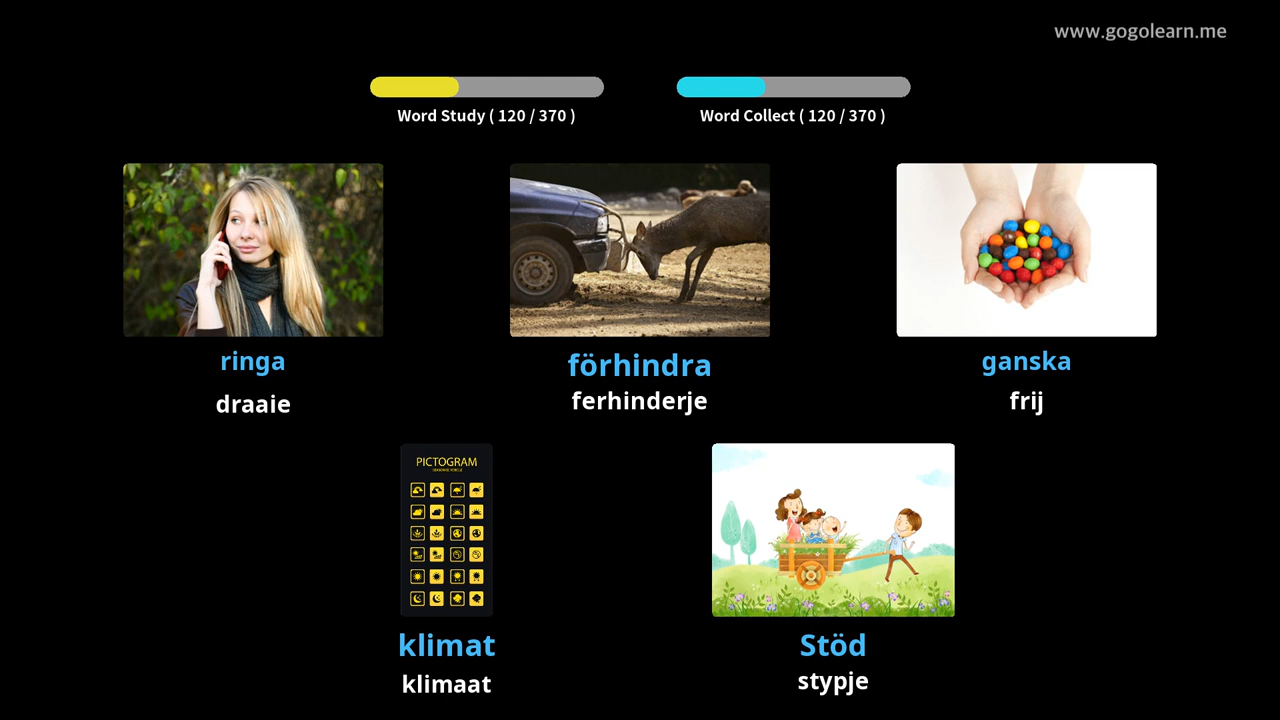 www.gogolearn.me
Word Study ( 120 / 370 )
Word Collect ( 120 / 370 )
ringa
draaie
förhindra
ferhinderje
ganska
frij
PICTOGRAM
klimat
klimaat
Stöd
stypje